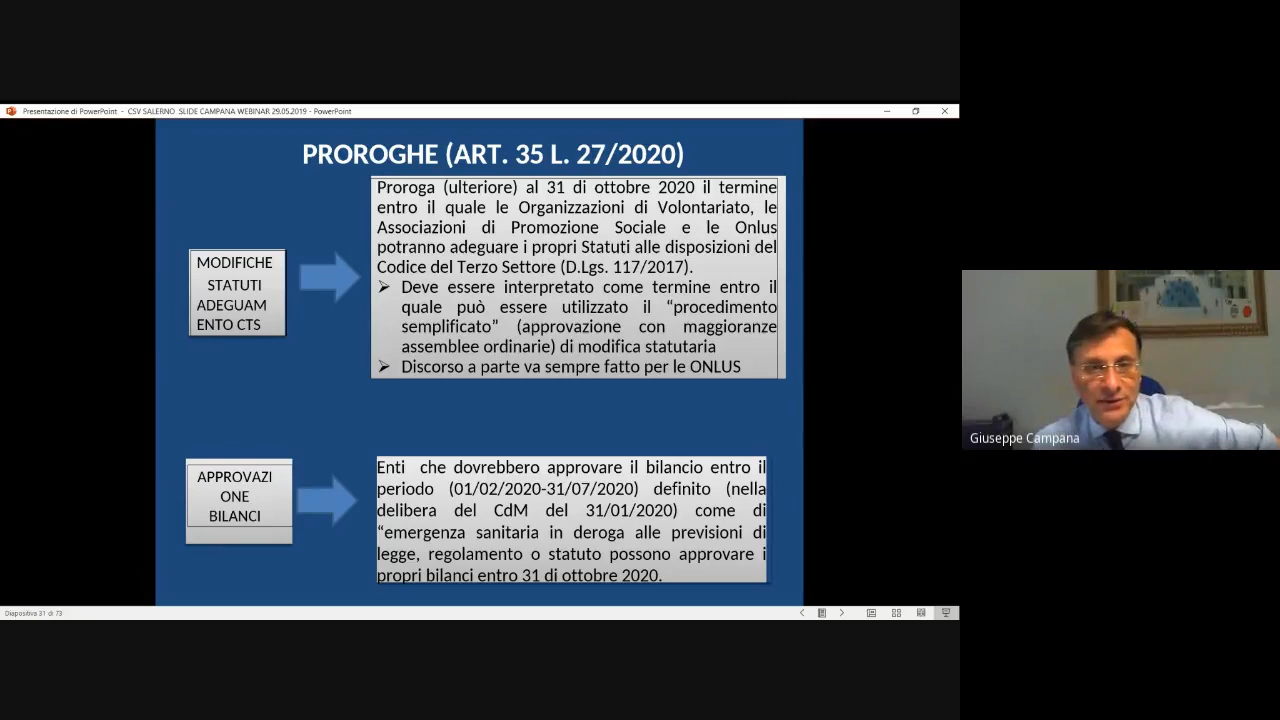 Presentazione di PowerPoint - CSV SALERNO SLIDE CAMPANA WEBINAR 29.05.2019 - PowerPoint
PROROGHE (ART. 35 L. 27/2020)
MODIFICHE
STATUTI
ADEGUAM
ENTO CTS
Proroga (ulteriore) al 31 di ottobre 2020 il termine
entro il quale le Organizzazioni di Volontariato, le
Associazioni di Promozione Sociale e le Onlus
potranno adeguare i propri Statuti alle disposizioni del
Codice del Terzo Settore (D.Lgs. 117/2017).
➢ Deve essere interpretato come termine entro il
quale può essere utilizzato il “procedimento
semplificato” (approvazione con maggioranze
assemblee ordinarie) di modifica statutaria
➢ Discorso a parte va sempre fatto per le ONLUS
APPROVAZI
ONE
BILANCI
Enti che dovrebbero approvare il bilancio entro il
periodo (01/02/2020-31/07/2020) definito (nella
delibera del CdM del 31/01/2020) come di
“emergenza sanitaria in deroga alle previsioni di
legge, regolamento o statuto possono approvare i
propri bilanci entro 31 di ottobre 2020.
Diapositiva 31 di 73
Giuseppe Campana